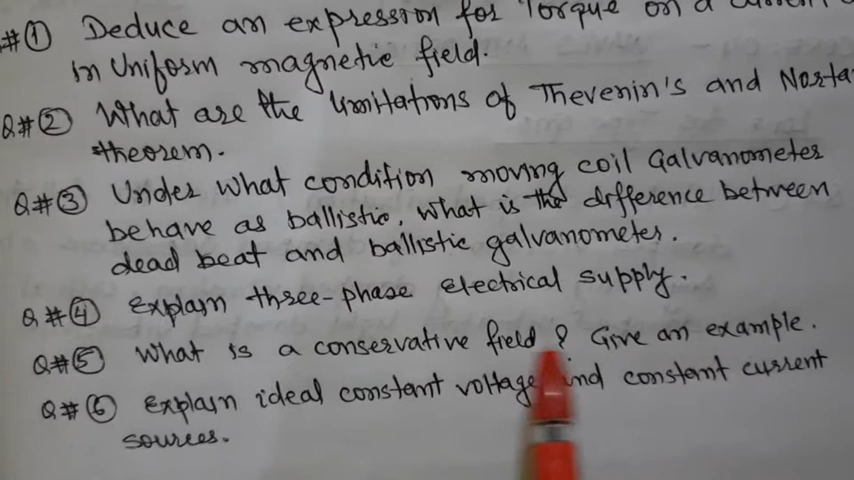 #① Deduce an expression for Torque on a current
in Uniform magnetic field.
Q#② What are the limitations of Thevenin's and Norto
theorem.
Q#③ Under what condition moving coil Galvanometer
behave as ballistic. What is the difference between
dead beat and ballistic galvanometer.
Q#④ Explain three-phase electrical supply.
Q#⑤ What is a conservative field? Give an example.
Q#⑥ Explain ideal constant voltage and constant current
sources.